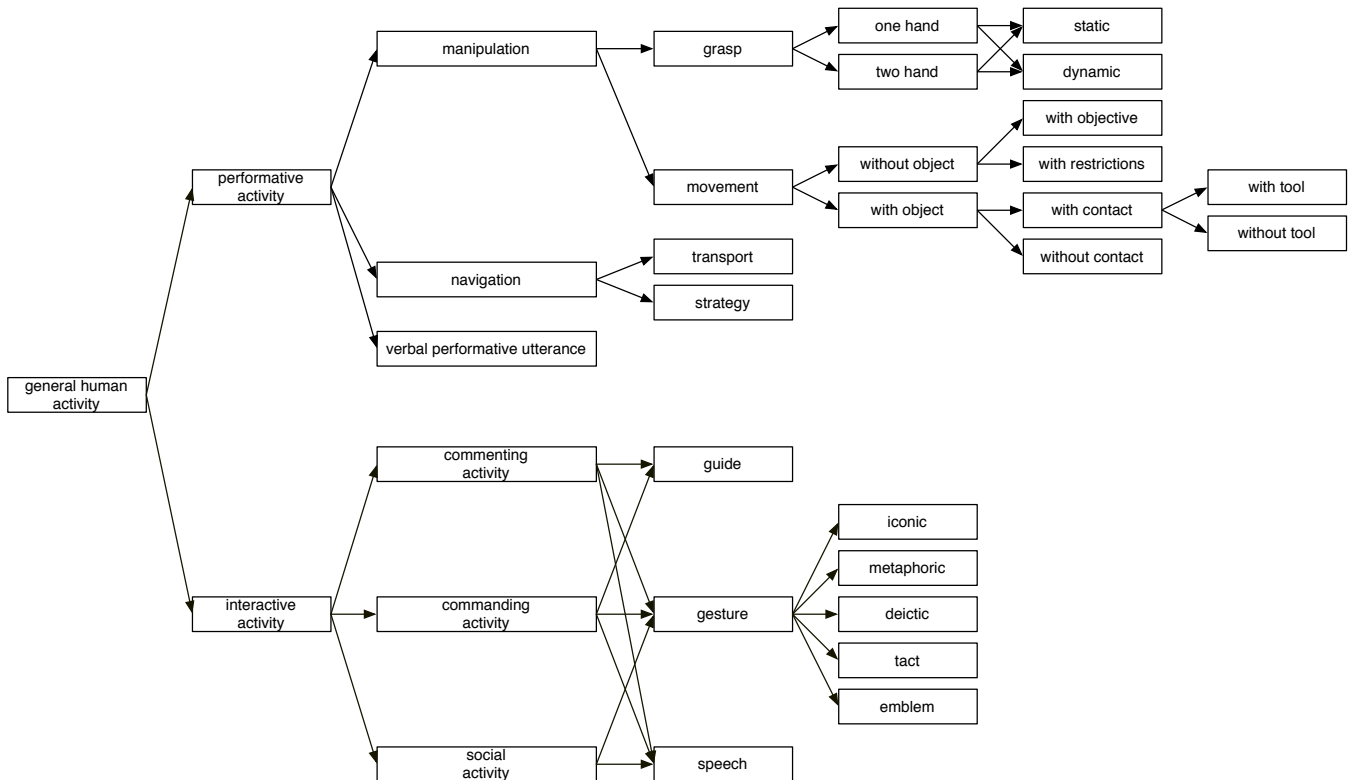 one hand
static
manipulation
grasp
two hand
dynamic
with objective
without object
with restrictions
performative
activity
movement
with tool
with object
with contact
without tool
transport
without contact
navigation
strategy
verbal performative utterance
general human
activity
commenting
activity
guide
iconic
metaphoric
interactive
activity
commanding
activity
gesture
deictic
tact
emblem
social
activity
speech